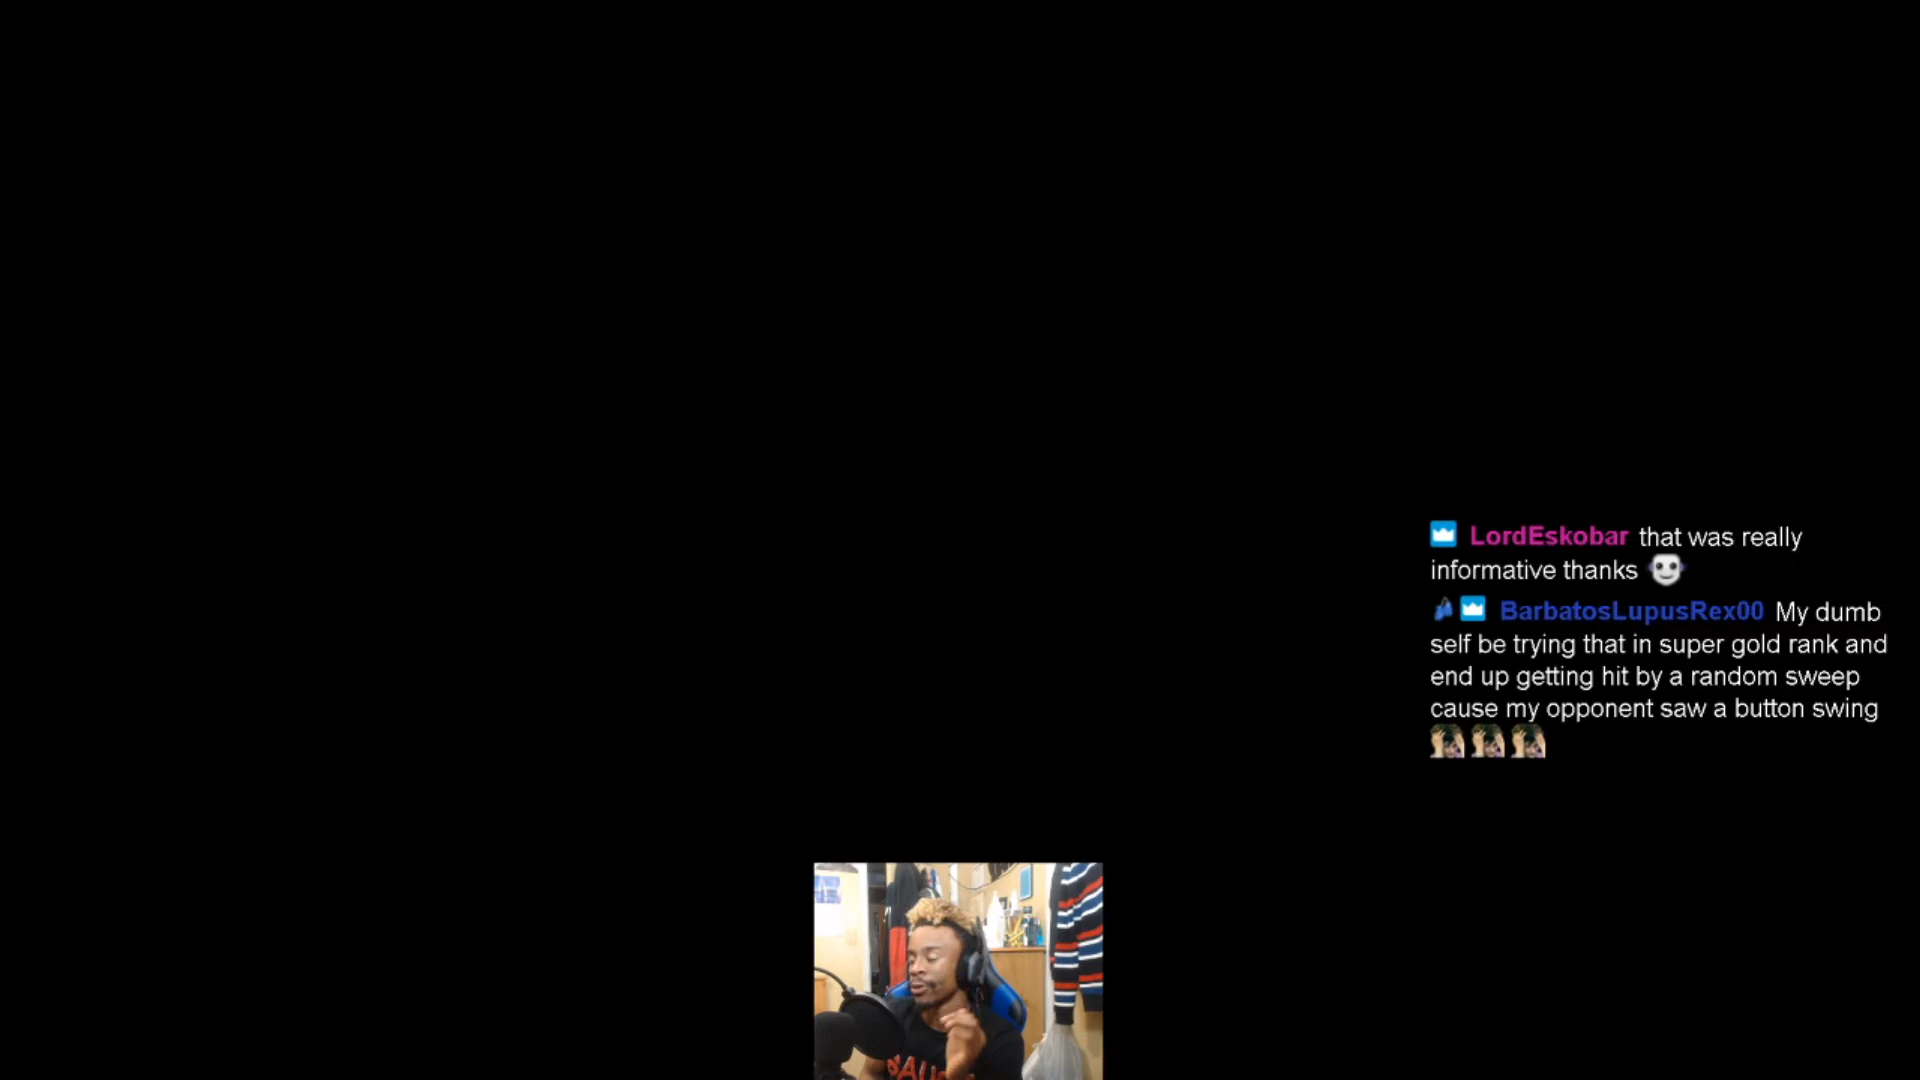 LordEskobar that was really
informative thanks
BarbatosLupusRex00 My dumb
self be trying that in super gold rank and
end up getting hit by a random sweep
cause my opponent saw a button swing